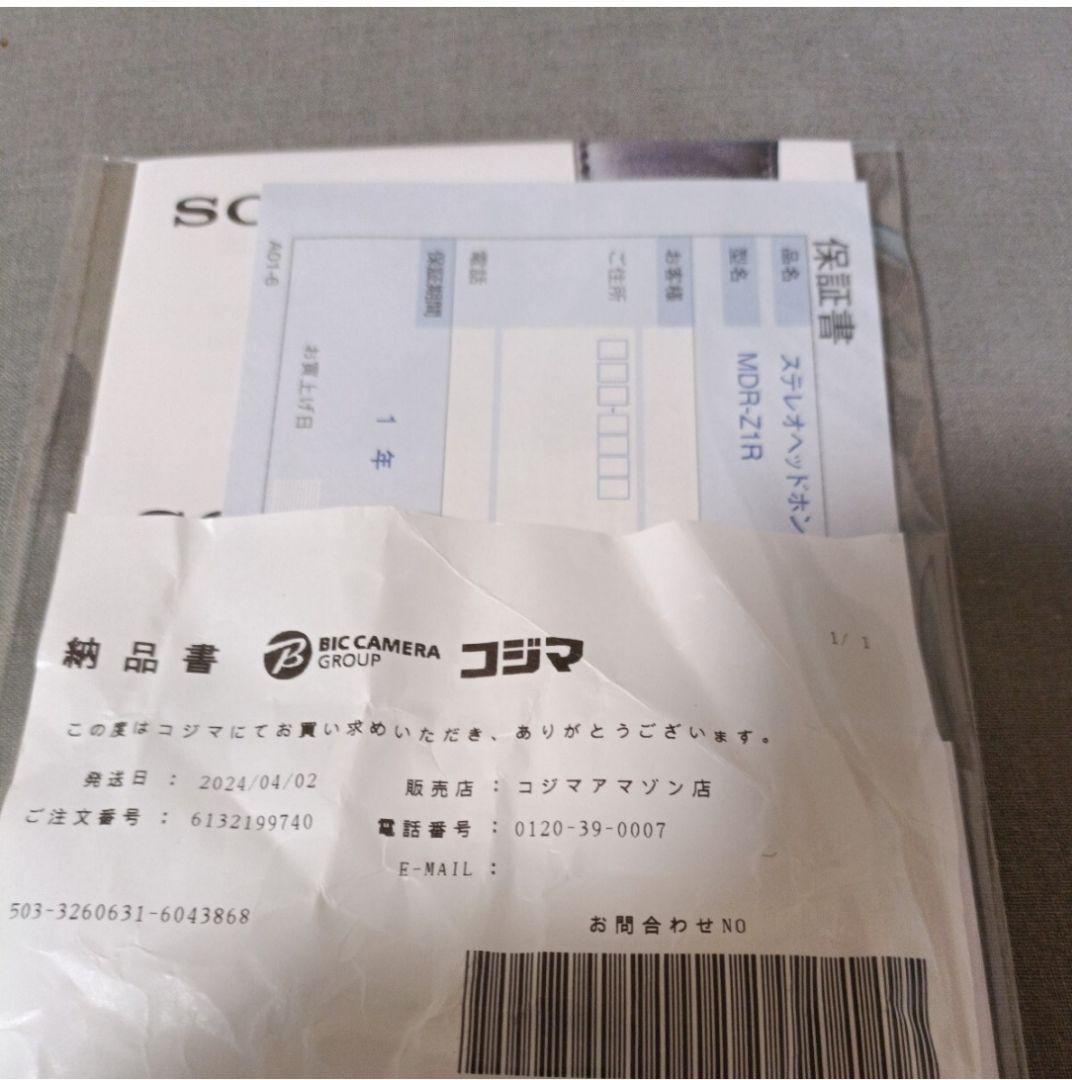 SO
保証書
品名 ステレオヘッドホン
型名 MDR-Z1R
お客様
ご住所
電話
保証期間 1 年
お買上げ日
A01-6
納品書 BIC CAMERA GROUP コジマ
1/ 1
この度はコジマにてお買い求めいただき、ありがとうございます。
発送日 : 2024/04/02 販売店 : コジマアマゾン店
ご注文番号 : 6132199740 電話番号 : 0120-39-0007
E-MAIL :
503-3260631-6043868
お問合わせNO